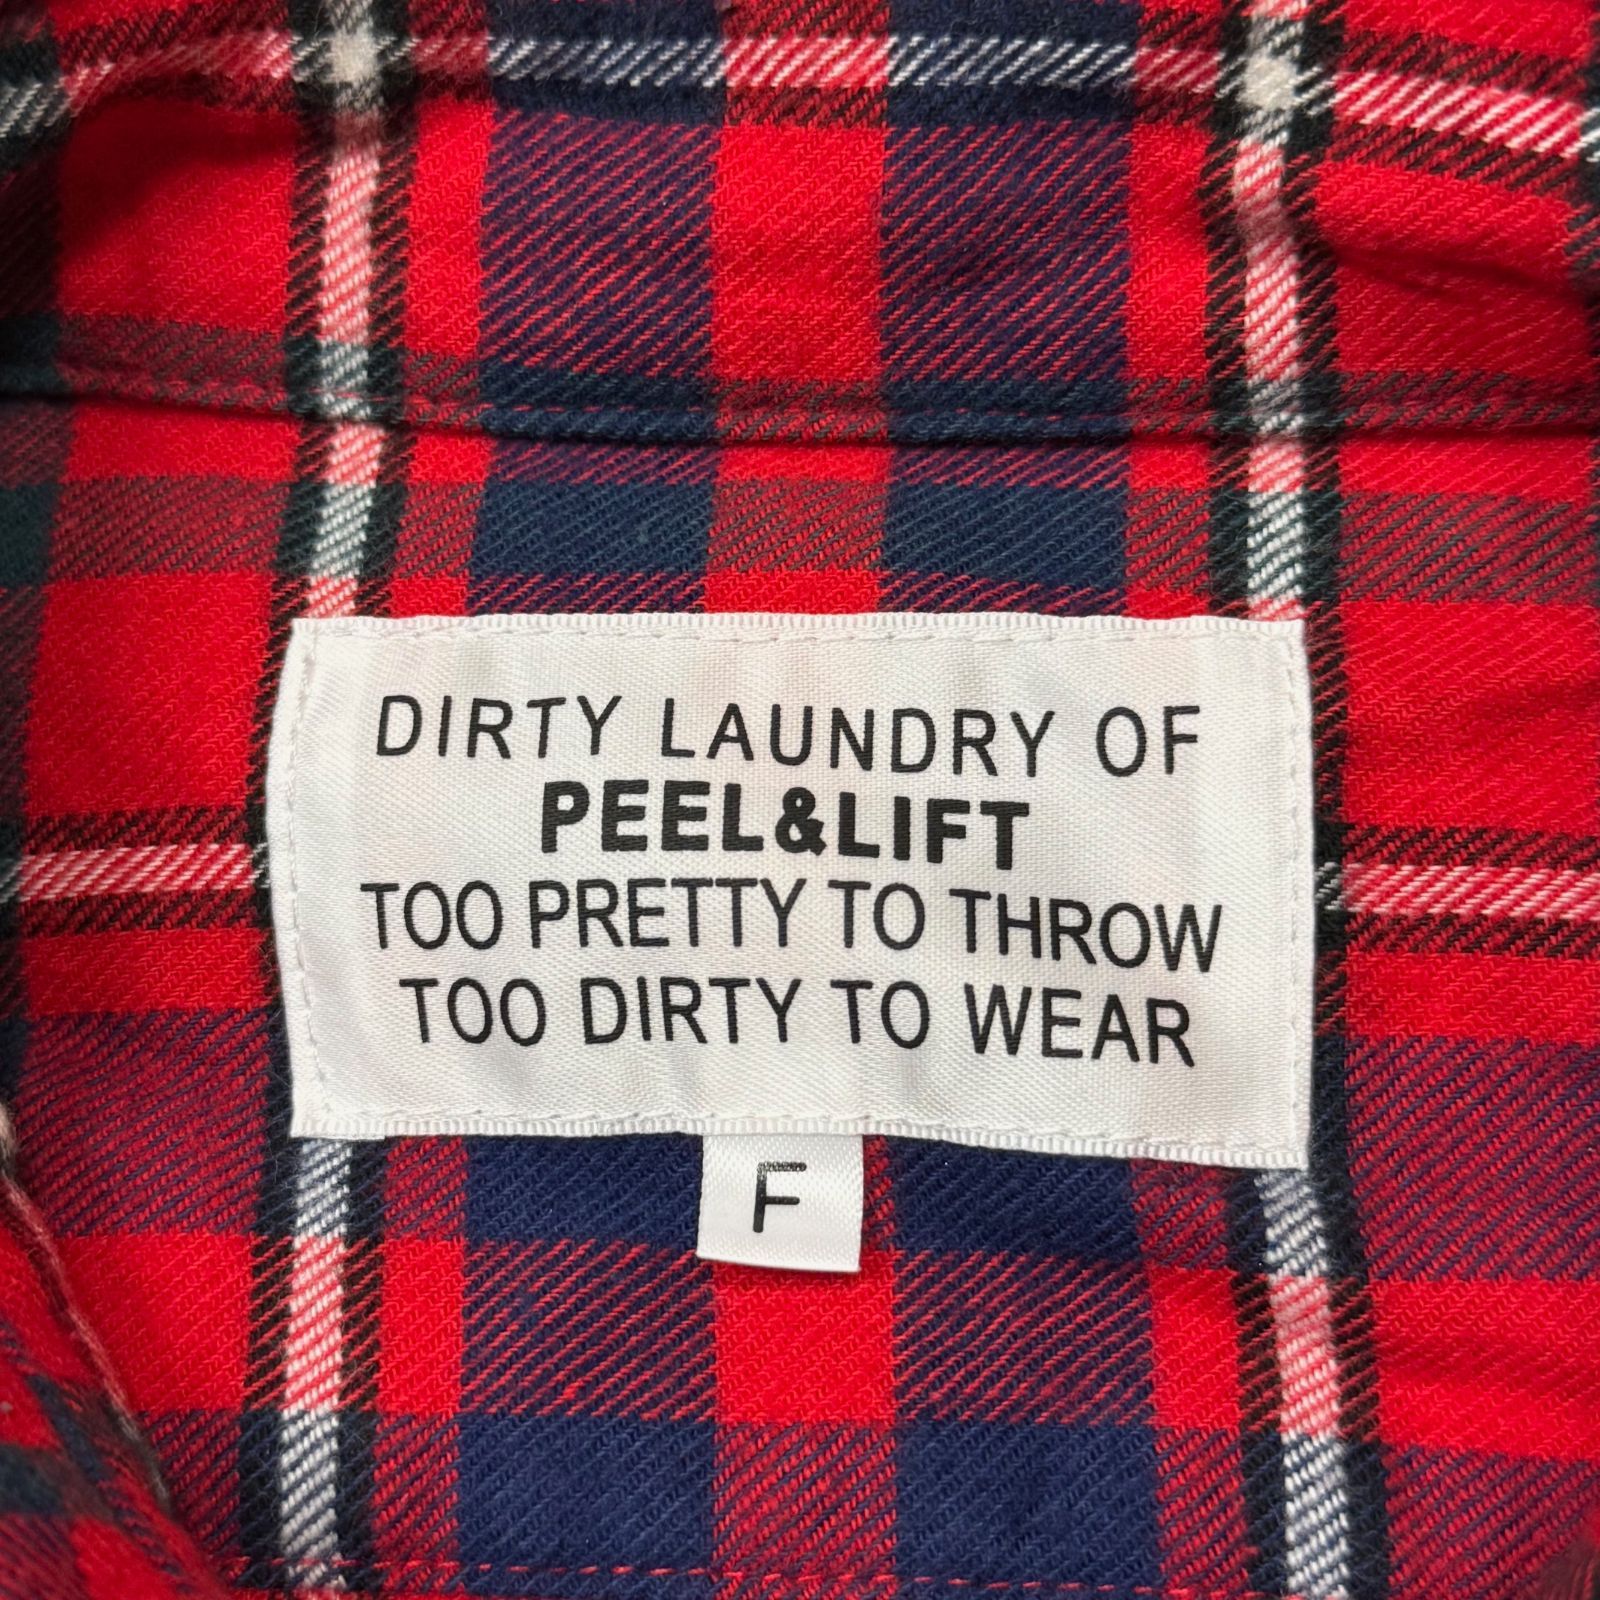 DIRTY LAUNDRY OF
PEEL&LIFT
TOO PRETTY TO THROW
TOO DIRTY TO WEAR
F